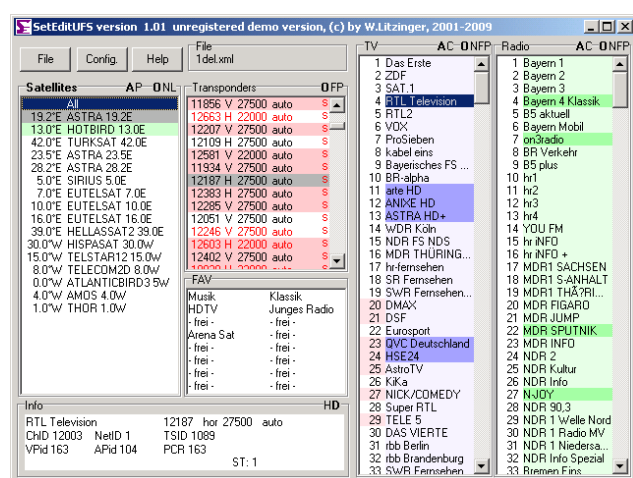 SetEditUFS version 1.01 unregistered demo version, (c) by W.Litzinger, 2001-2009
File Config. Help
File
1del.xml
Satellites AP ONL
All
19.2°E ASTRA 19.2E
13.0°E HOTBIRD 13.0E
42.0°E TURKSAT 42.0E
23.5°E ASTRA 23.5E
28.2°E ASTRA 28.2E
5.0°E SIRIUS 5.0E
7.0°E EUTELSAT 7.0E
10.0°E EUTELSAT 10.0E
16.0°E EUTELSAT 16.0E
39.0°E HELLASSAT2 39.0E
30.0°W HISPASAT 30.0W
15.0°W TELSTAR12 15.0W
8.0°W TELECOM2D 8.0W
0.0°W ATLANTICBIRD3 5W
4.0°W AMOS 4.0W
1.0°W THOR 1.0W
Transponders OFP
11856 V 27500 auto S
12663 H 22000 auto S
12207 V 27500 auto S
12109 H 27500 auto S
12581 V 22000 auto S
11934 V 27500 auto S
12187 H 27500 auto S
12383 H 27500 auto S
12285 V 27500 auto S
12051 V 27500 auto S
12246 V 27500 auto S
12603 H 22000 auto S
12402 V 27500 auto S
FAV
Musik Klassik
HDTV Junges Radio
- frei - - frei -
Arena Sat - frei -
- frei - - frei -
- frei - - frei -
- frei - - frei -
- frei - - frei -
Info HD
RTL Television 12187 hor 27500 auto
ChID 12003 NetID 1 TSID 1089
VPid 163 APid 104 PCR 163
ST: 1
TV AC ONFP
1 Das Erste
2 ZDF
3 SAT.1
4 RTL Television
5 RTL2
6 VOX
7 ProSieben
8 kabel eins
9 Bayerisches FS ...
10 BR-alpha
11 arte HD
12 ANIXE HD
13 ASTRA HD+
14 WDR Köln
15 NDR FS NDS
16 MDR THÜRING...
17 hr-fernsehen
18 SR Fernsehen
19 SWR Fernsehen...
20 DMAX
21 DSF
22 Eurosport
23 QVC Deutschland
24 HSE24
25 AstroTV
26 KiKa
27 NICK/COMEDY
28 Super RTL
29 TELE 5
30 DAS VIERTE
31 rbb Berlin
32 rbb Brandenburg
33 SWR Fernsehen
Radio AC ONFP
1 Bayern 1
2 Bayern 2
3 Bayern 3
4 Bayern 4 Klassik
5 B5 aktuell
6 Bayern Mobil
7 on3radio
8 BR Verkehr
9 B5 plus
10 hr1
11 hr2
12 hr3
13 hr4
14 YOU FM
15 hr iNFO
16 hr iNFO +
17 MDR1 SACHSEN
18 MDR1 S-ANHALT
19 MDR1 THÃ?RI...
20 MDR FIGARO
21 MDR JUMP
22 MDR SPUTNIK
23 MDR INFO
24 NDR 2
25 NDR Kultur
26 NDR Info
27 N-JOY
28 NDR 90,3
29 NDR 1 Welle Nord
30 NDR 1 Radio MV
31 NDR 1 Niedersa...
32 NDR Info Spezial
33 Bremen Eins